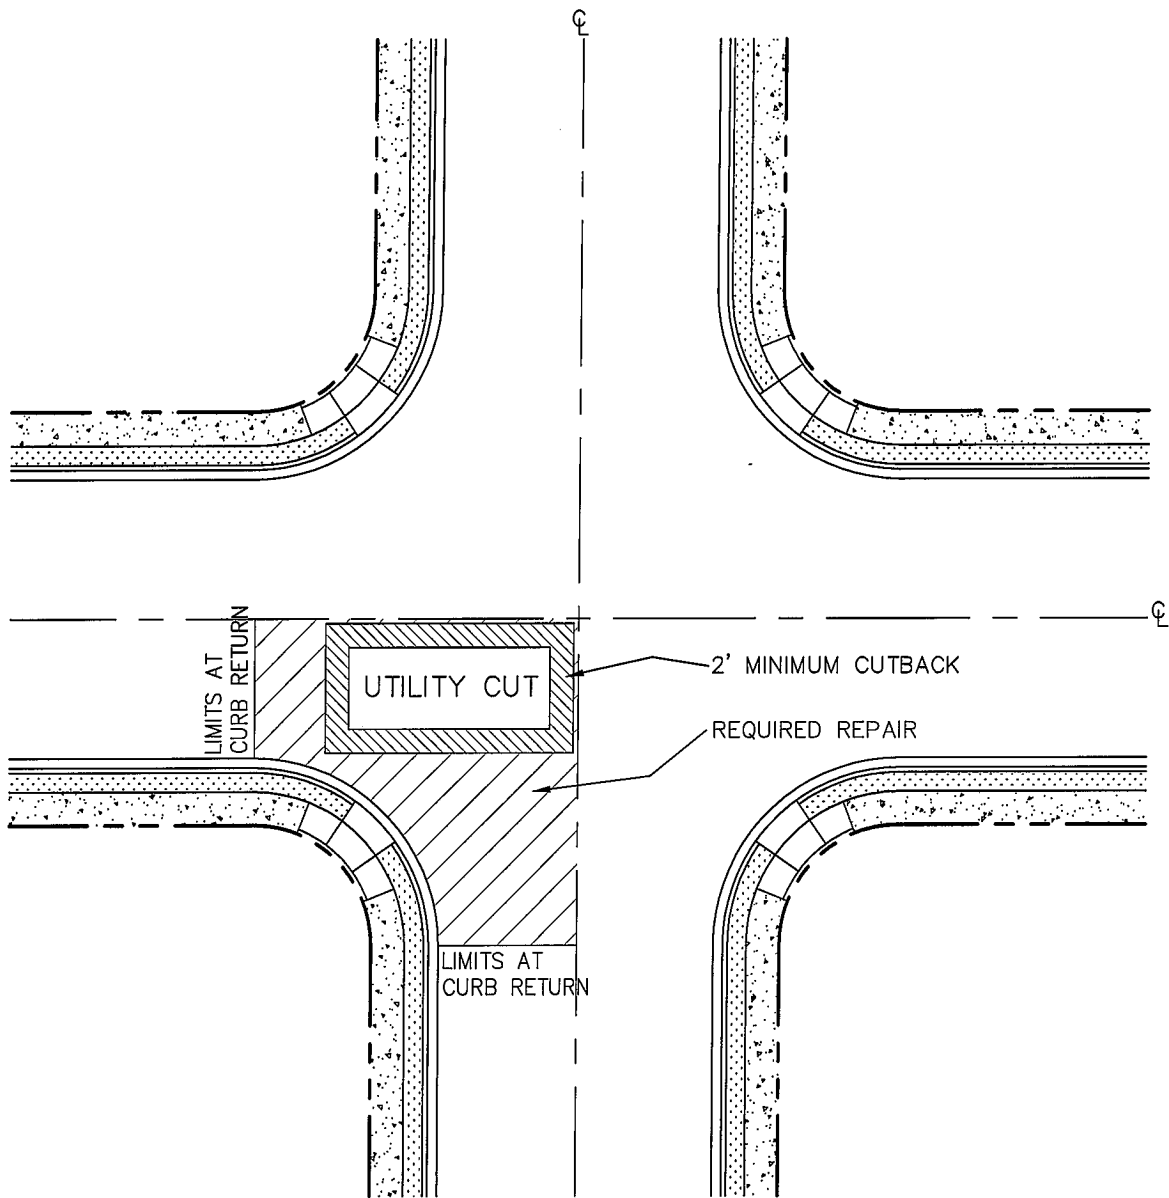 ℄
℄
LIMITS AT
CURB RETURN
UTILITY CUT
2' MINIMUM CUTBACK
REQUIRED REPAIR
LIMITS AT
CURB RETURN